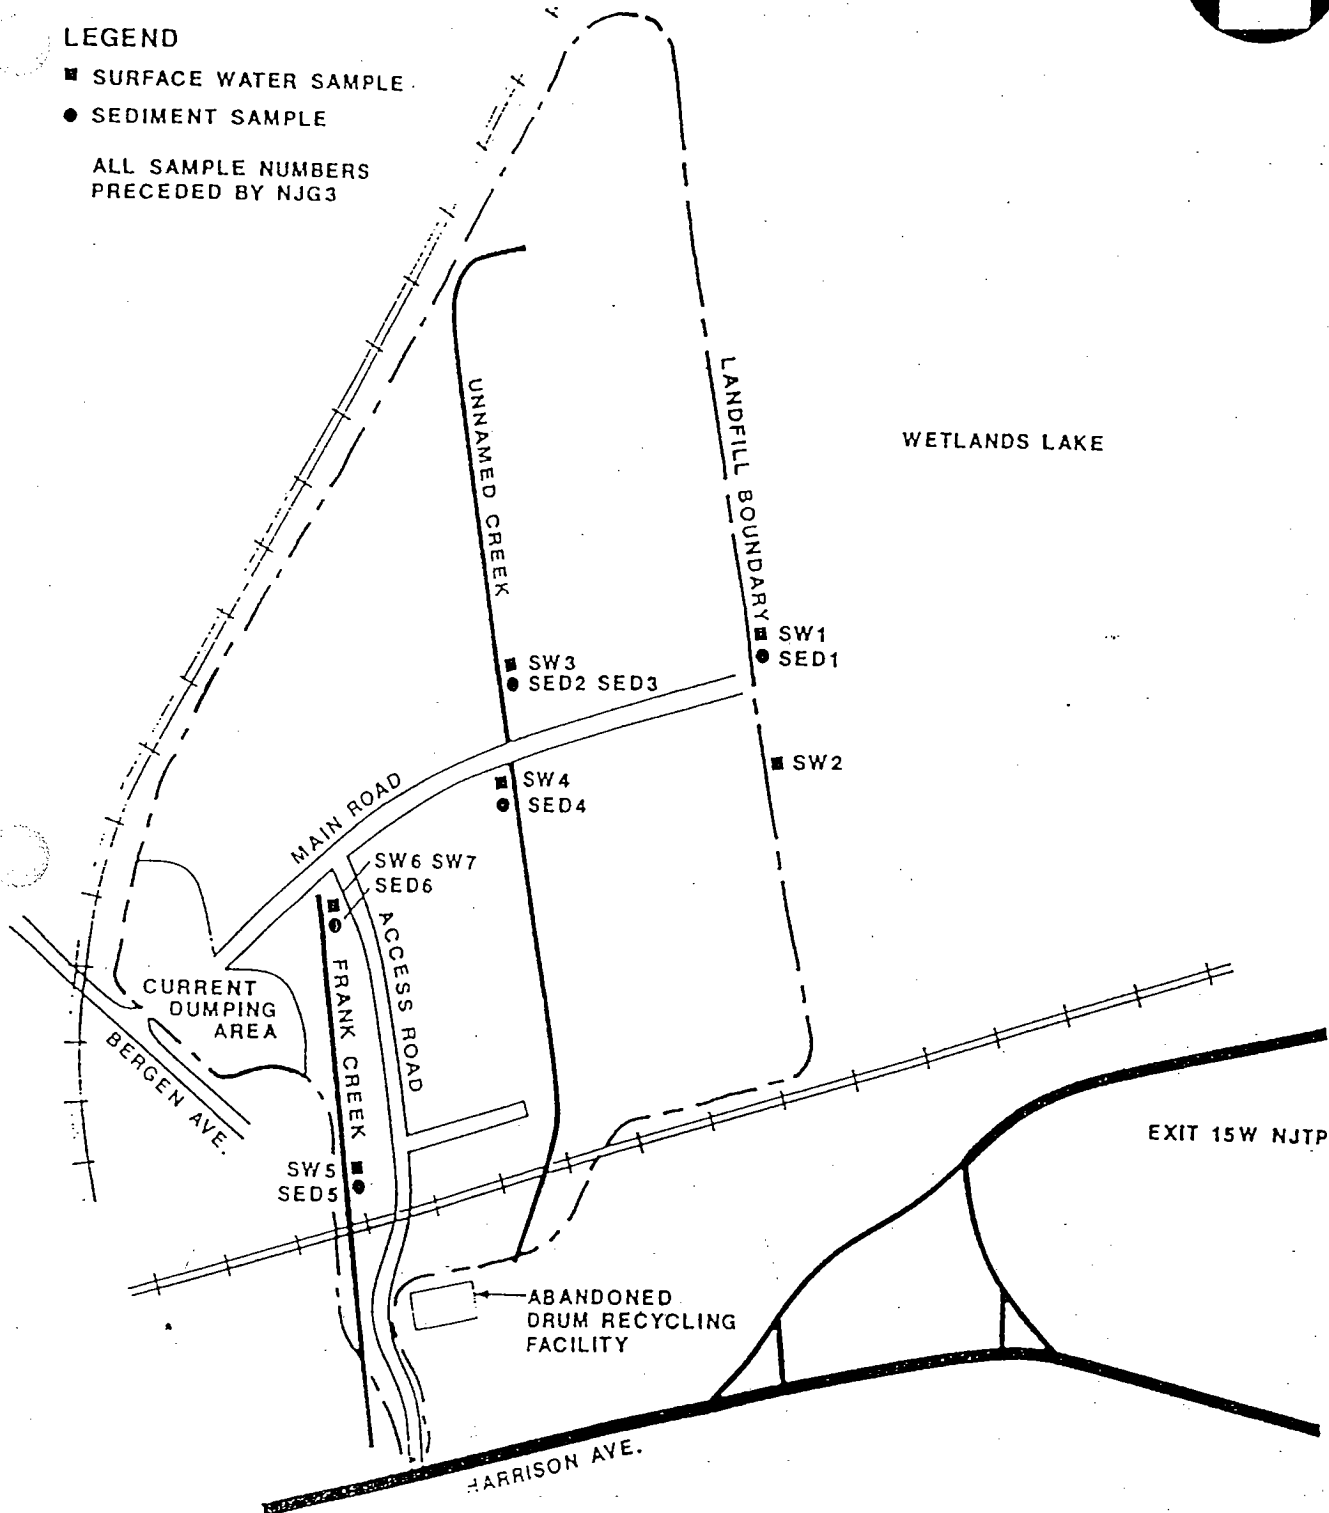 LEGEND
SURFACE WATER SAMPLE
SEDIMENT SAMPLE
ALL SAMPLE NUMBERS
PRECEDED BY NJG3
UNNAMED CREEK
LANDFILL BOUNDARY
WETLANDS LAKE
SW1
SED1
SW3
SED2 SED3
SW2
SW4
SED4
MAIN ROAD
SW6 SW7
SED6
ACCESS ROAD
FRANK CREEK
CURRENT
DUMPING
AREA
BERGEN AVE.
SW5
SED5
EXIT 15W NJTP
ABANDONED
DRUM RECYCLING
FACILITY
HARRISON AVE.